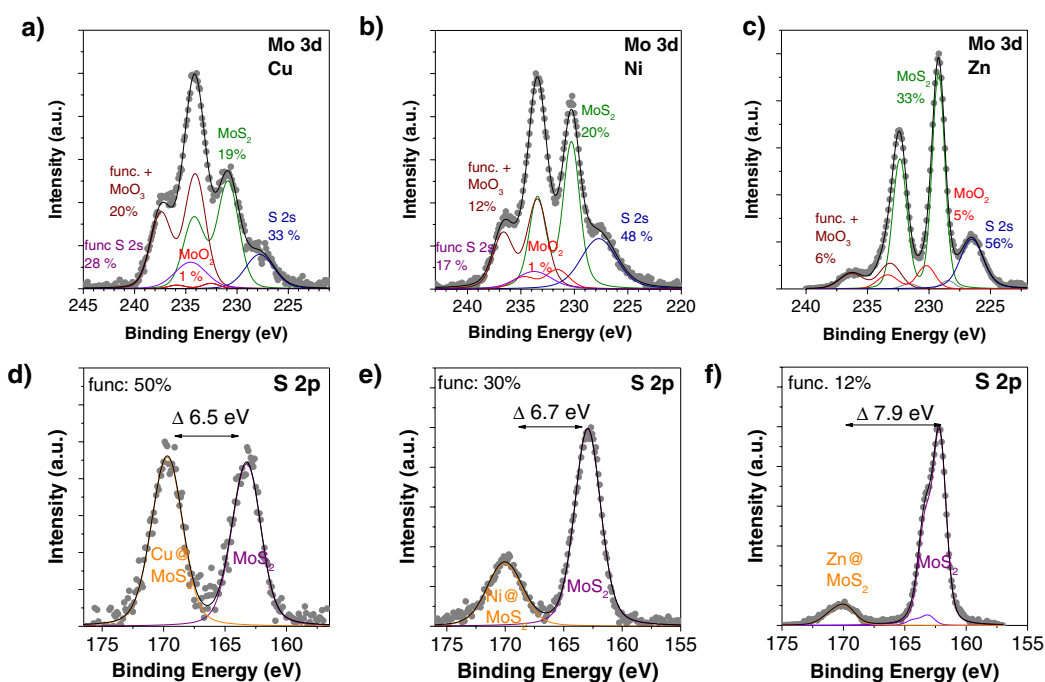 a)
Mo 3d
Cu
MoS2
19%
func. +
MoO3
20%
S 2s
33 %
func S 2s
28 %
MoO2
1 %
Intensity (a.u.)
245 240 235 230 225
Binding Energy (eV)
b)
Mo 3d
Ni
MoS2
20%
func. +
MoO3
12%
S 2s
48 %
func S 2s
17 %
MoO2
1 %
Intensity (a.u.)
240 235 230 225 220
Binding Energy (eV)
c)
Mo 3d
Zn
MoS2
33%
MoO2
5%
S 2s
56%
func. +
MoO3
6%
Intensity (a.u.)
240 235 230 225
Binding Energy (eV)
d)
func: 50%
S 2p
Δ 6.5 eV
Cu@
MoS2
MoS2
Intensity (a.u.)
175 170 165 160
Binding Energy (eV)
e)
func: 30%
S 2p
Δ 6.7 eV
Ni@
MoS2
MoS2
Intensity (a.u.)
175 170 165 160 155
Binding Energy (eV)
f)
func. 12%
S 2p
Δ 7.9 eV
Zn@
MoS2
MoS2
Intensity (a.u.)
175 170 165 160 155
Binding Energy (eV)